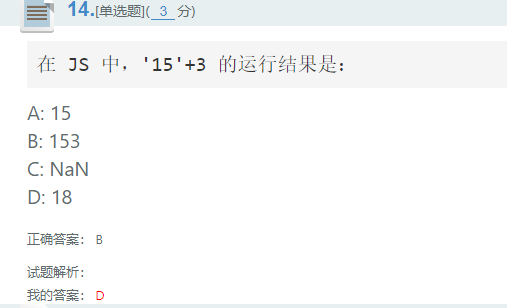 14.[单选题]( 3 分)
在 JS 中，'15'+3 的运行结果是：
A: 15
B: 153
C: NaN
D: 18
正确答案： B
试题解析：
我的答案： D